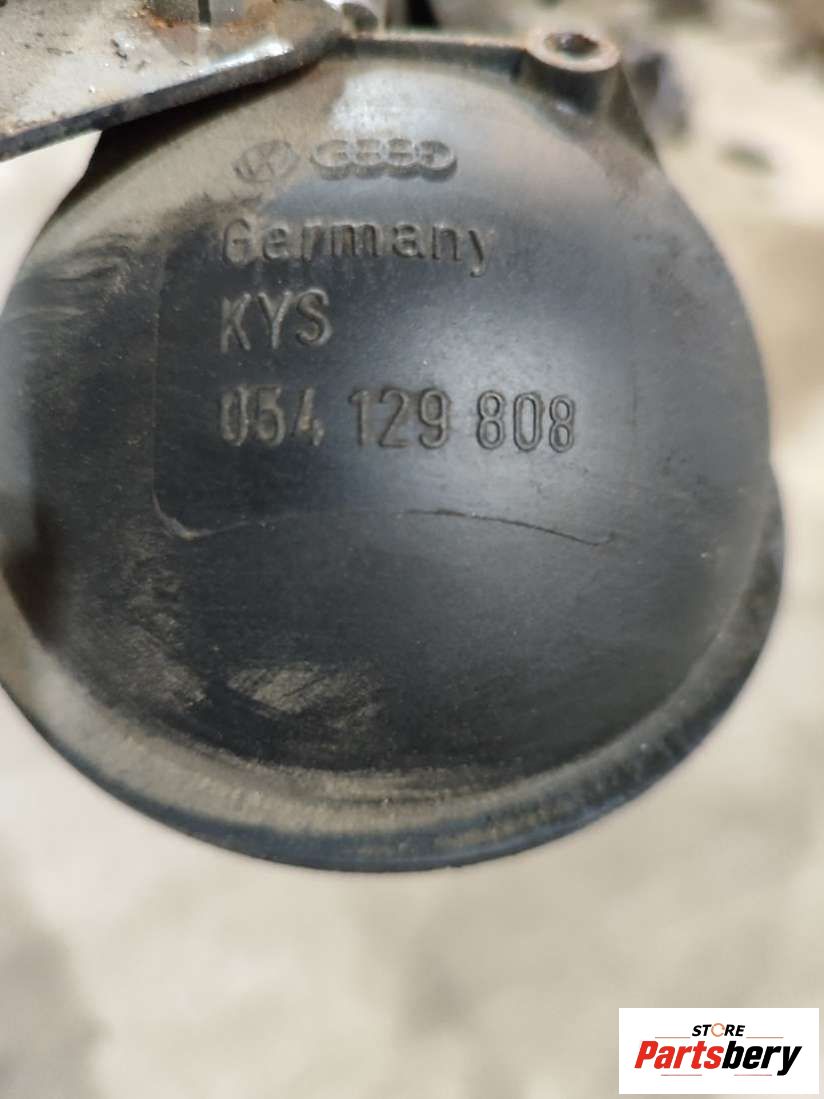 Germany
KYS
054 129 808
STORE
Partsbery